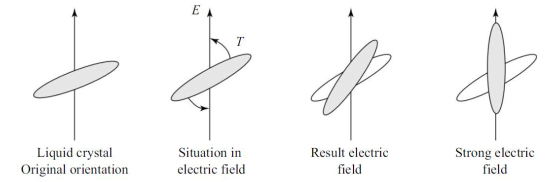 E
T
Liquid crystal
Original orientation
Situation in
electric field
Result electric
field
Strong electric
field